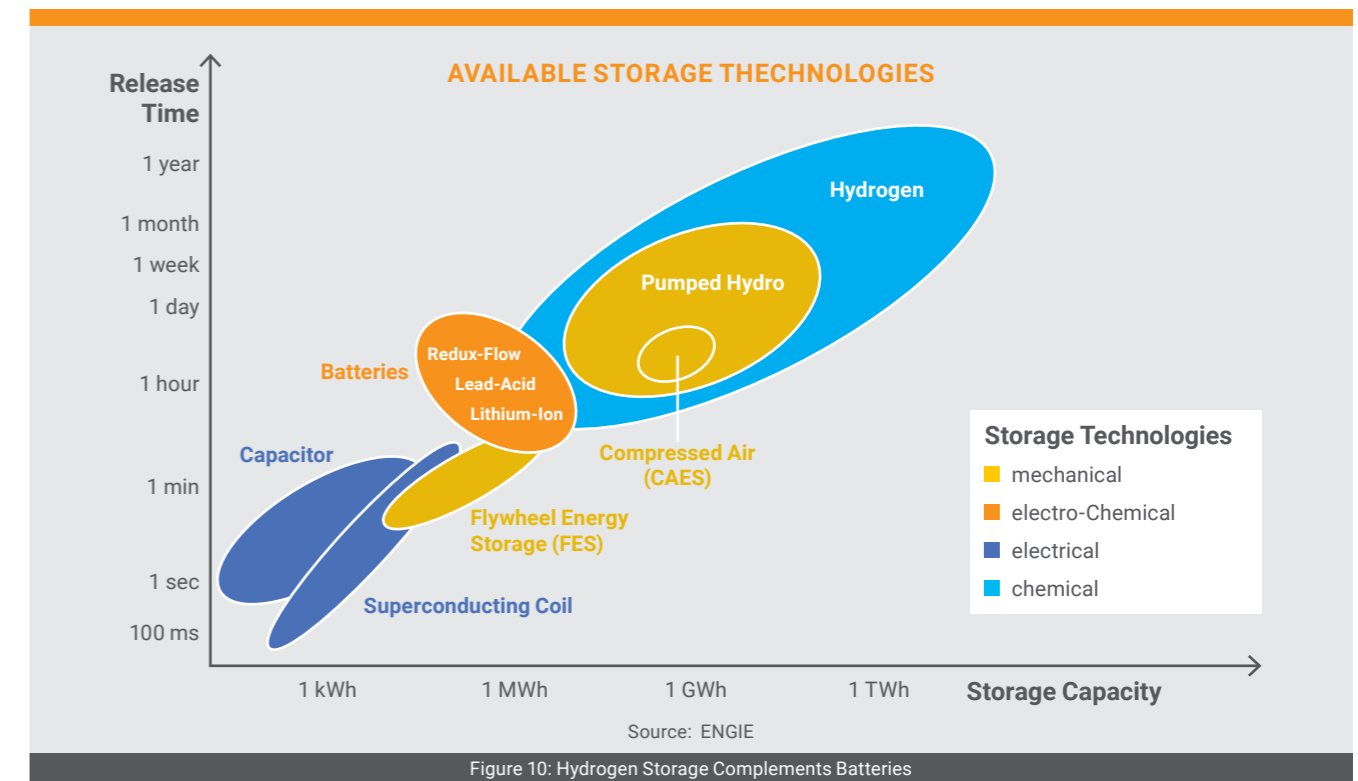 AVAILABLE STORAGE THECHNOLOGIES
Release
Time
1 year
1 month
1 week
1 day
1 hour
1 min
1 sec
100 ms
Hydrogen
Pumped Hydro
Batteries
Redux-Flow
Lead-Acid
Lithium-Ion
Compressed Air
(CAES)
Capacitor
Flywheel Energy
Storage (FES)
Superconducting Coil
Storage Technologies
mechanical
electro-Chemical
electrical
chemical
1 kWh
1 MWh
1 GWh
1 TWh
Storage Capacity
Source: ENGIE
Figure 10: Hydrogen Storage Complements Batteries